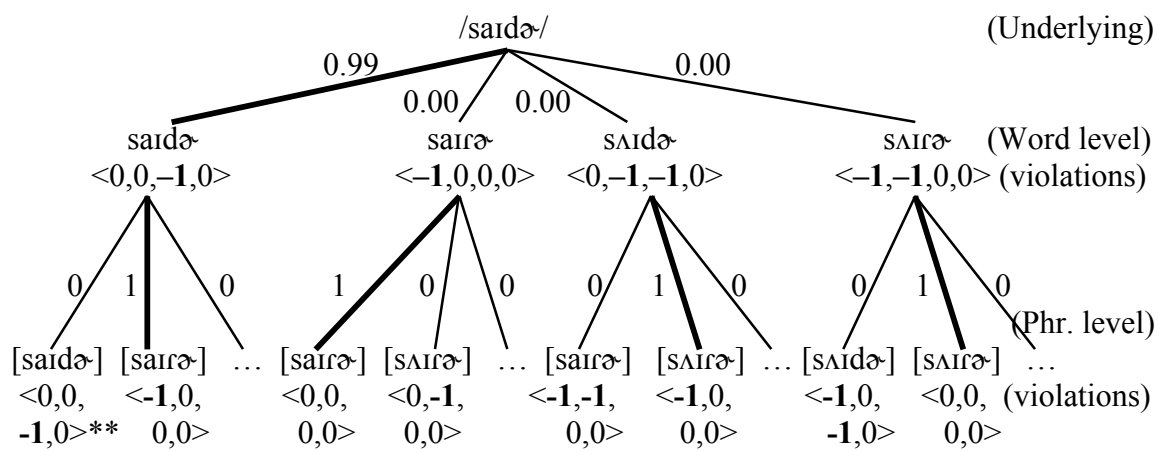 /saɪdɚ/ (Underlying)
0.99 0.00 0.00 0.00
saɪdɚ saɪɾɚ sʌɪdɚ sʌɪɾɚ (Word level)
<0,0,–1,0> <–1,0,0,0> <0,–1,–1,0> <–1,–1,0,0> (violations)
0 1 0 1 0 0 0 1 0 0 1 0
(Phr. level)
[saɪdɚ] [saɪɾɚ] … [saɪɾɚ] [sʌɪɾɚ] … [saɪɾɚ] [sʌɪɾɚ] … [sʌɪdɚ] [sʌɪɾɚ] …
<0,0, <-1,0, <0,0, <0,-1, <-1,-1, <-1,0, <-1,0, <0,0, (violations)
-1,0>** 0,0> 0,0> 0,0> 0,0> 0,0> -1,0> 0,0>